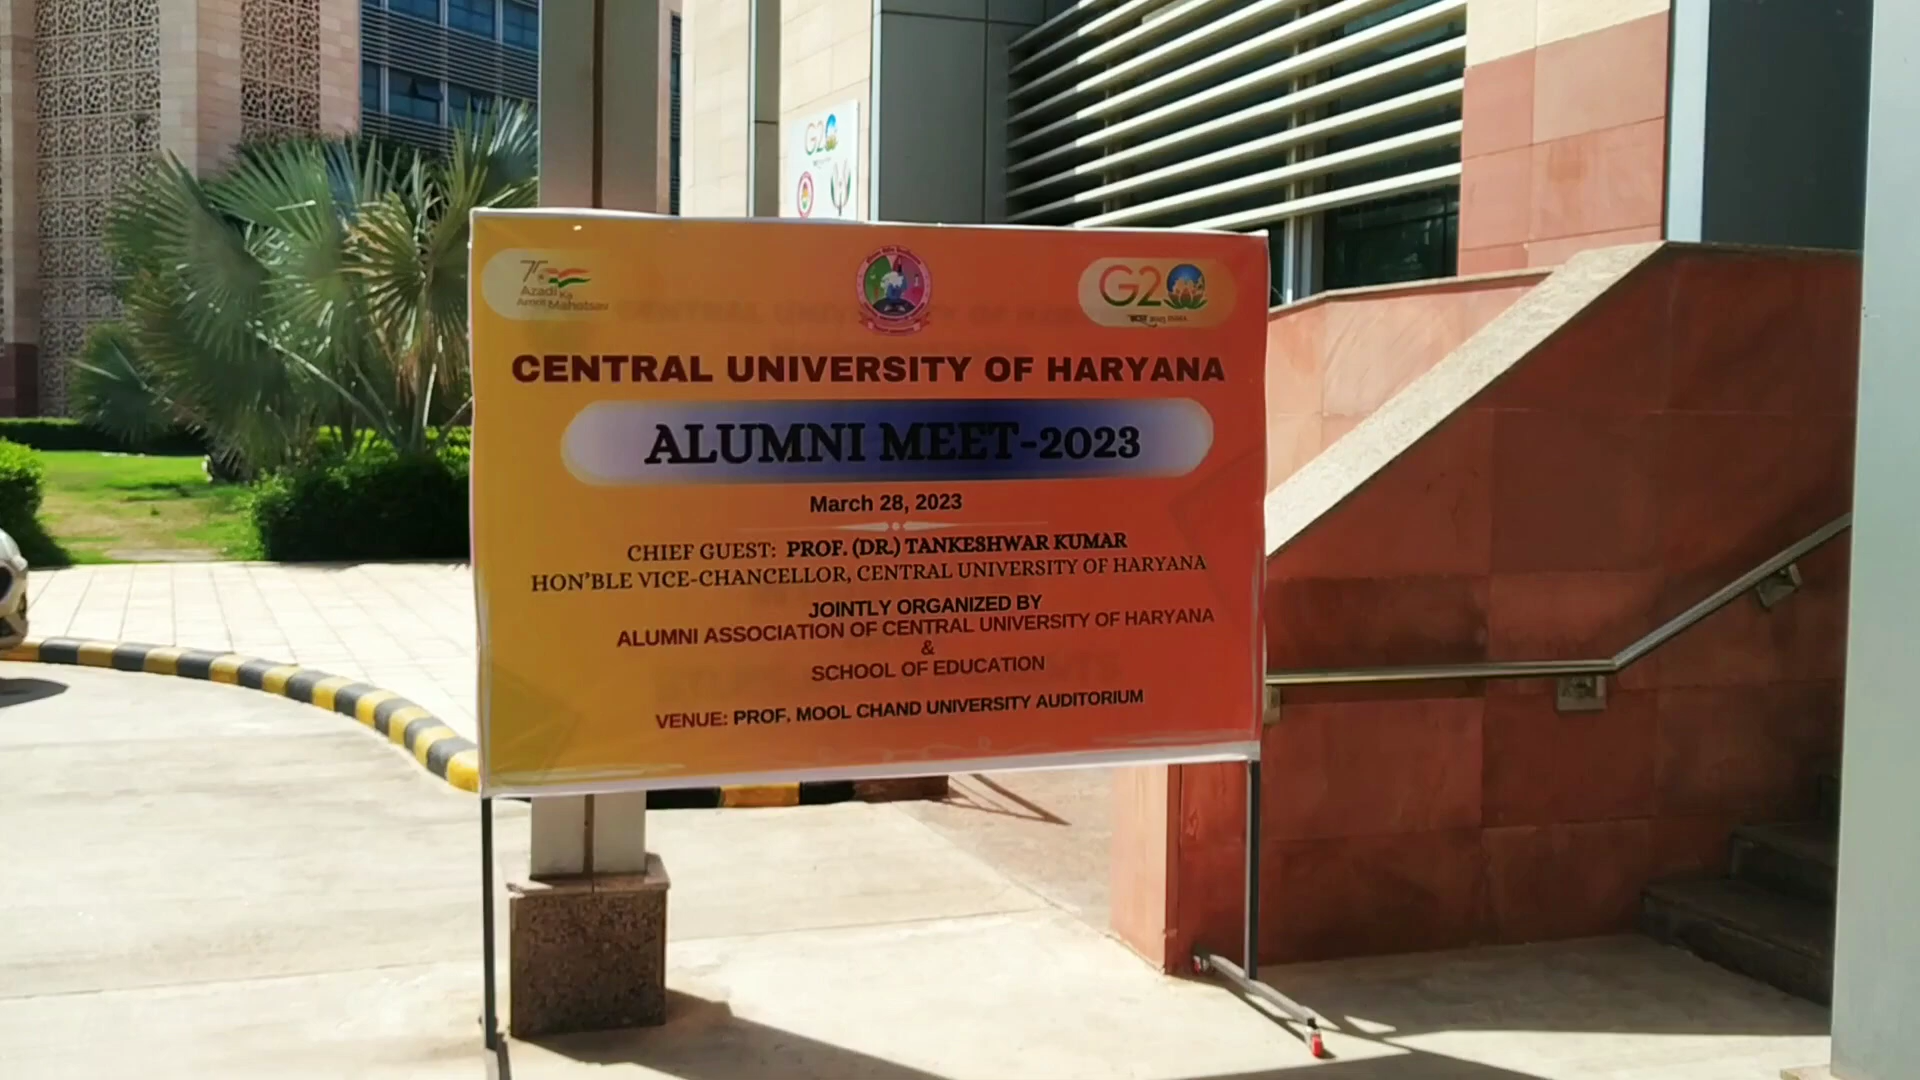 G20
75
Azadi Ka
Amrit Mahotsav
G20
CENTRAL UNIVERSITY OF HARYANA
ALUMNI MEET-2023
March 28, 2023
CHIEF GUEST: PROF. (DR.) TANKESHWAR KUMAR
HON'BLE VICE-CHANCELLOR, CENTRAL UNIVERSITY OF HARYANA
JOINTLY ORGANIZED BY
ALUMNI ASSOCIATION OF CENTRAL UNIVERSITY OF HARYANA
&
SCHOOL OF EDUCATION
VENUE: PROF. MOOL CHAND UNIVERSITY AUDITORIUM